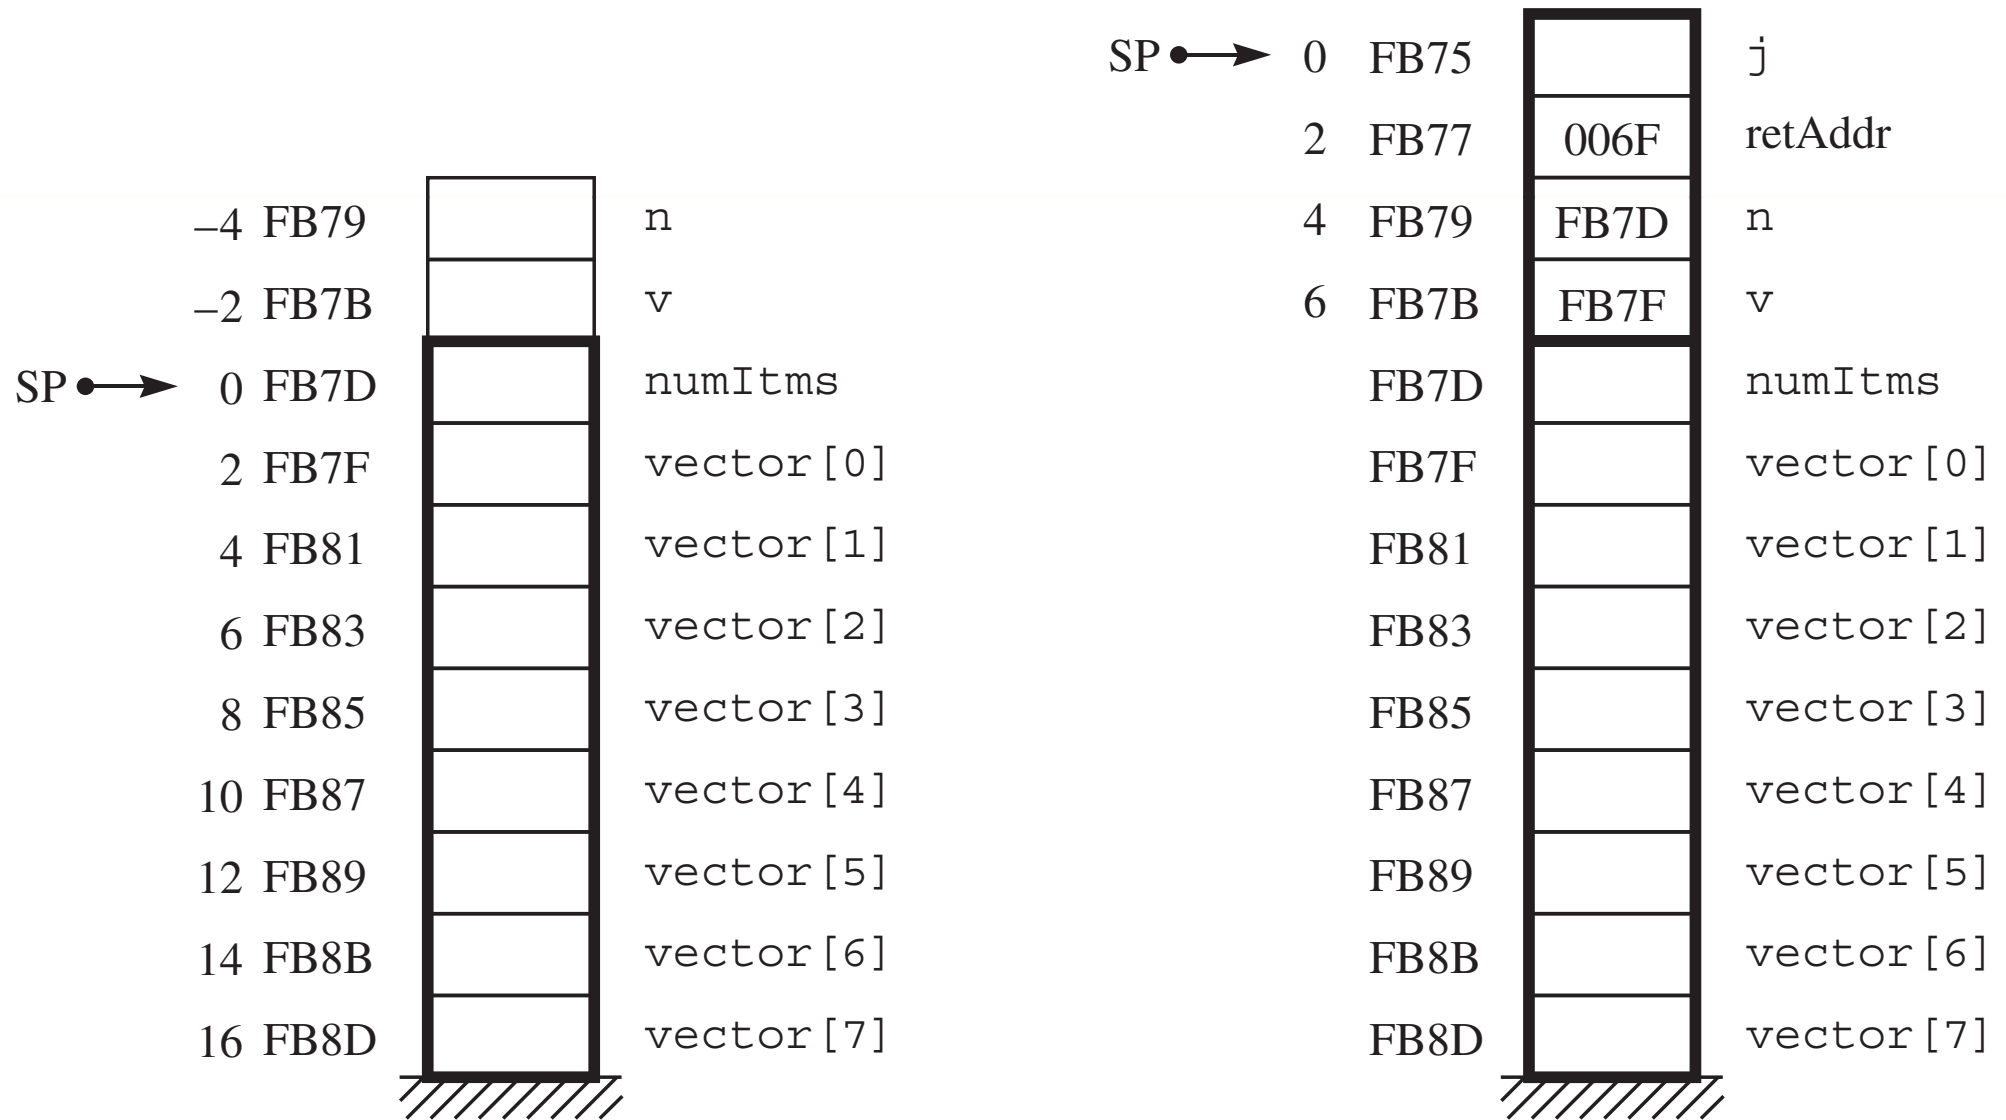 SP 0 FB75 j
2 FB77 006F retAddr
–4 FB79 n
4 FB79 FB7D n
–2 FB7B v
6 FB7B FB7F v
SP 0 FB7D numItms
FB7D numItms
2 FB7F vector[0]
FB7F vector[0]
4 FB81 vector[1]
FB81 vector[1]
6 FB83 vector[2]
FB83 vector[2]
8 FB85 vector[3]
FB85 vector[3]
10 FB87 vector[4]
FB87 vector[4]
12 FB89 vector[5]
FB89 vector[5]
14 FB8B vector[6]
FB8B vector[6]
16 FB8D vector[7]
FB8D vector[7]